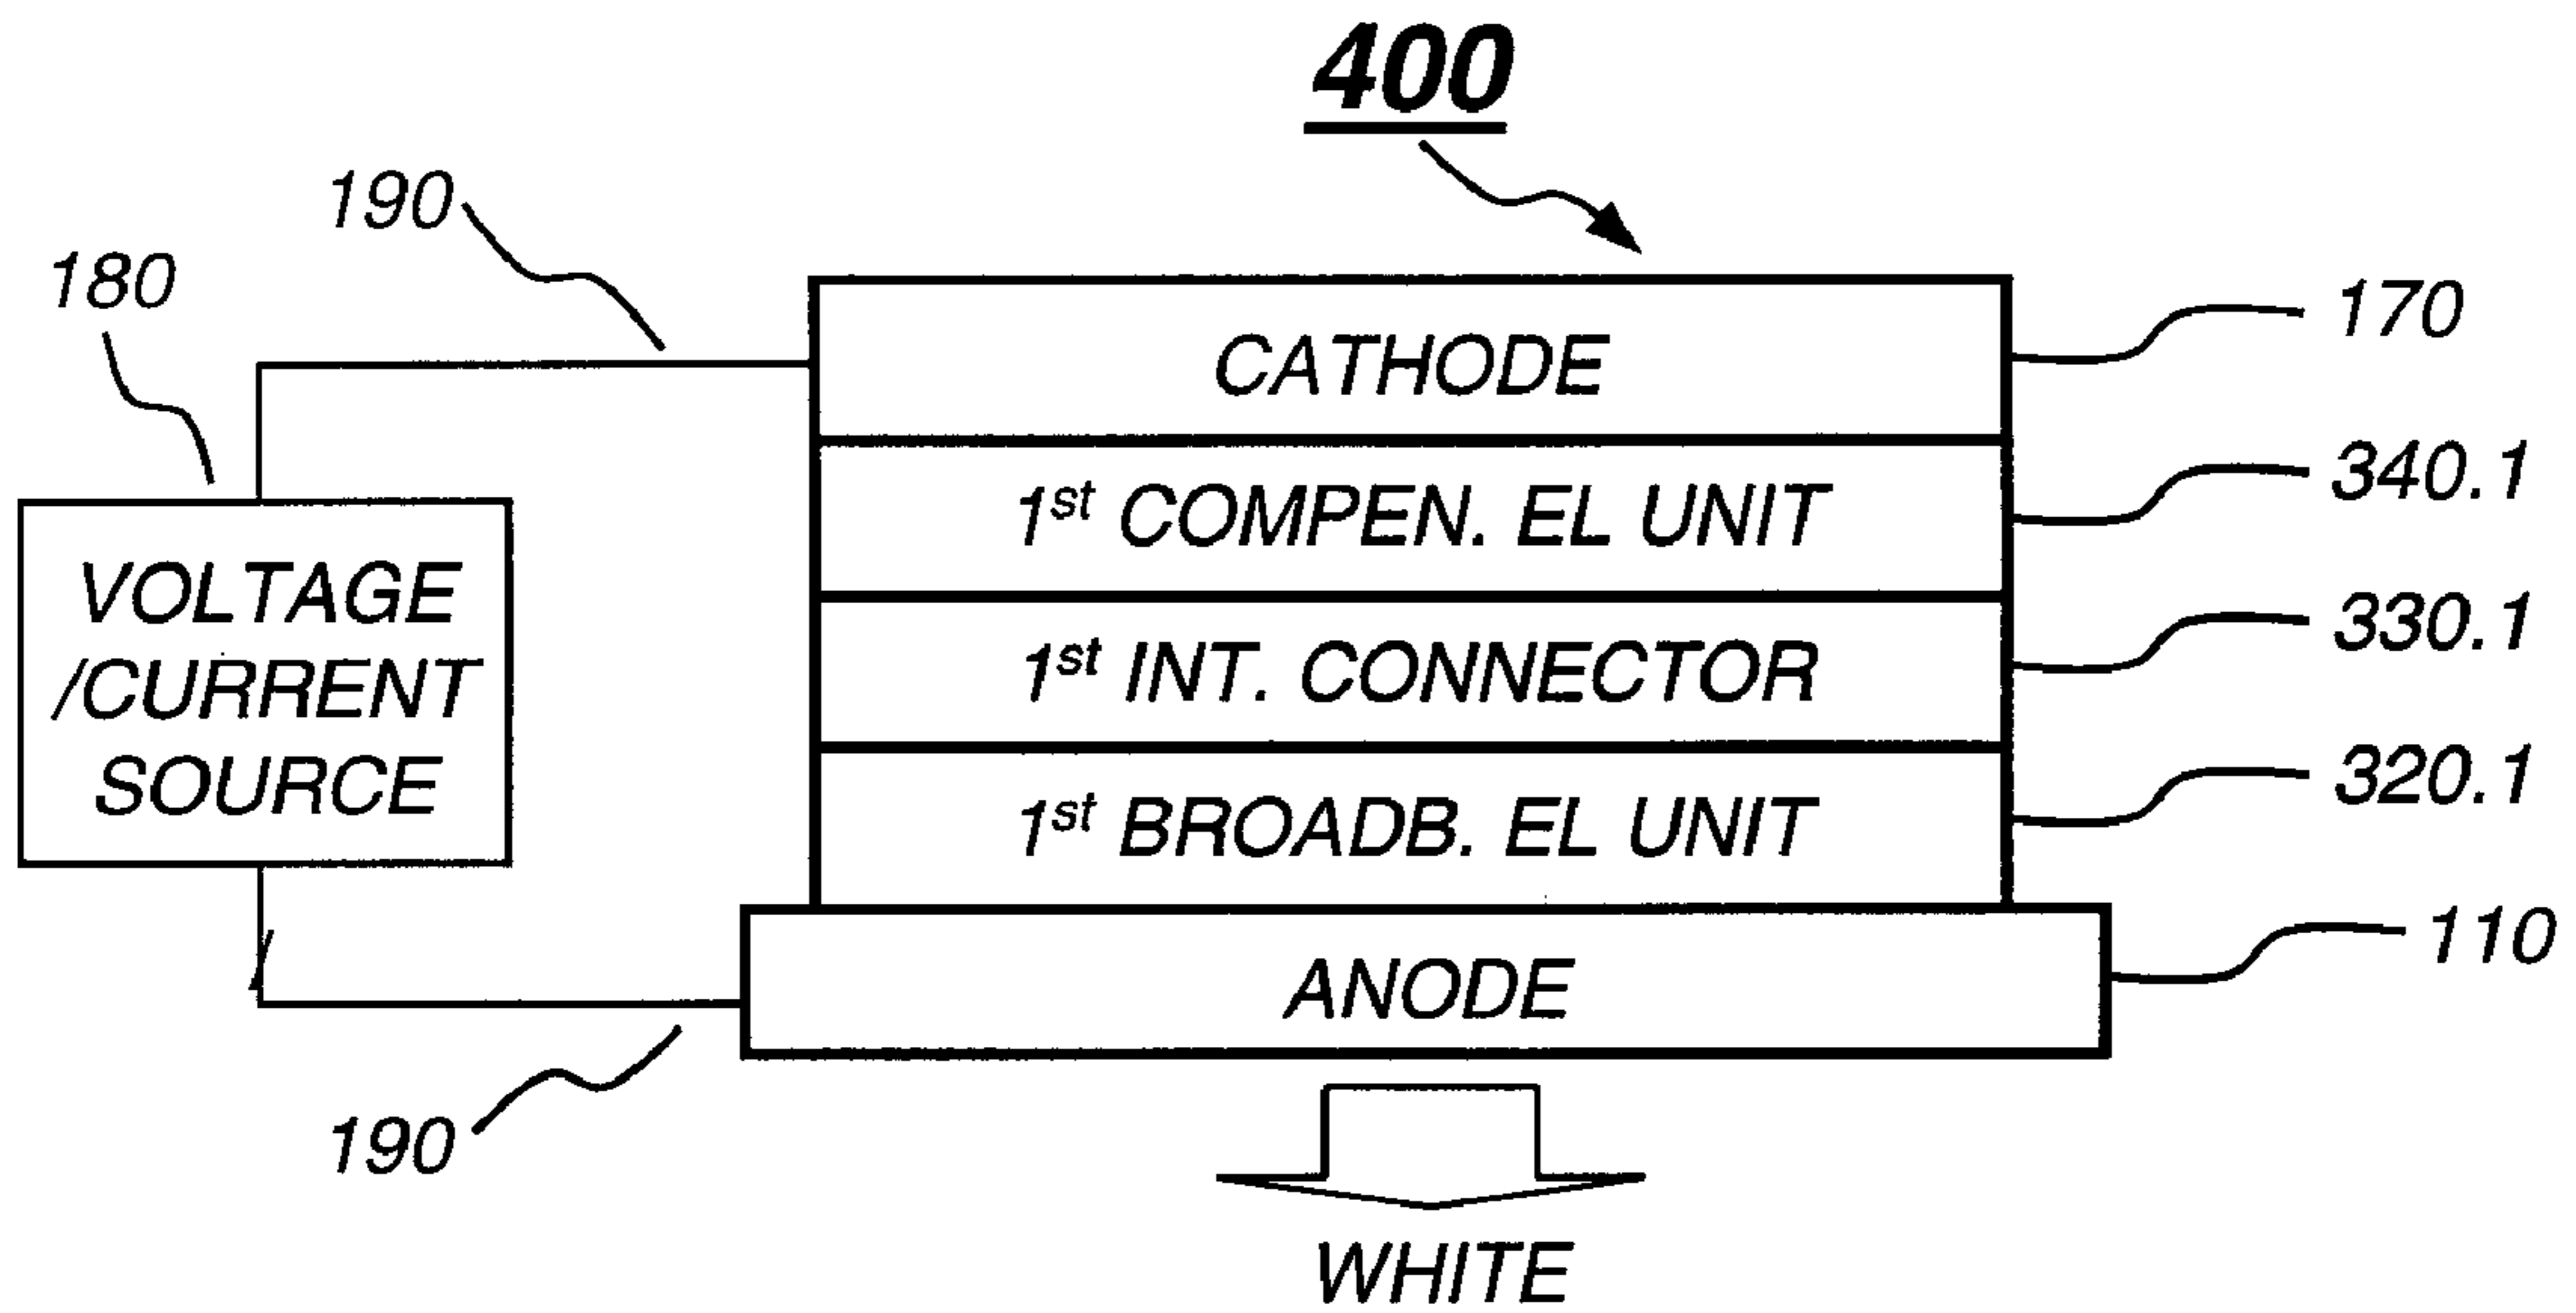 400
190
180
CATHODE
170
1st COMPEN. EL UNIT
340.1
VOLTAGE
/CURRENT
SOURCE
1st INT. CONNECTOR
330.1
1st BROADB. EL UNIT
320.1
ANODE
110
190
WHITE